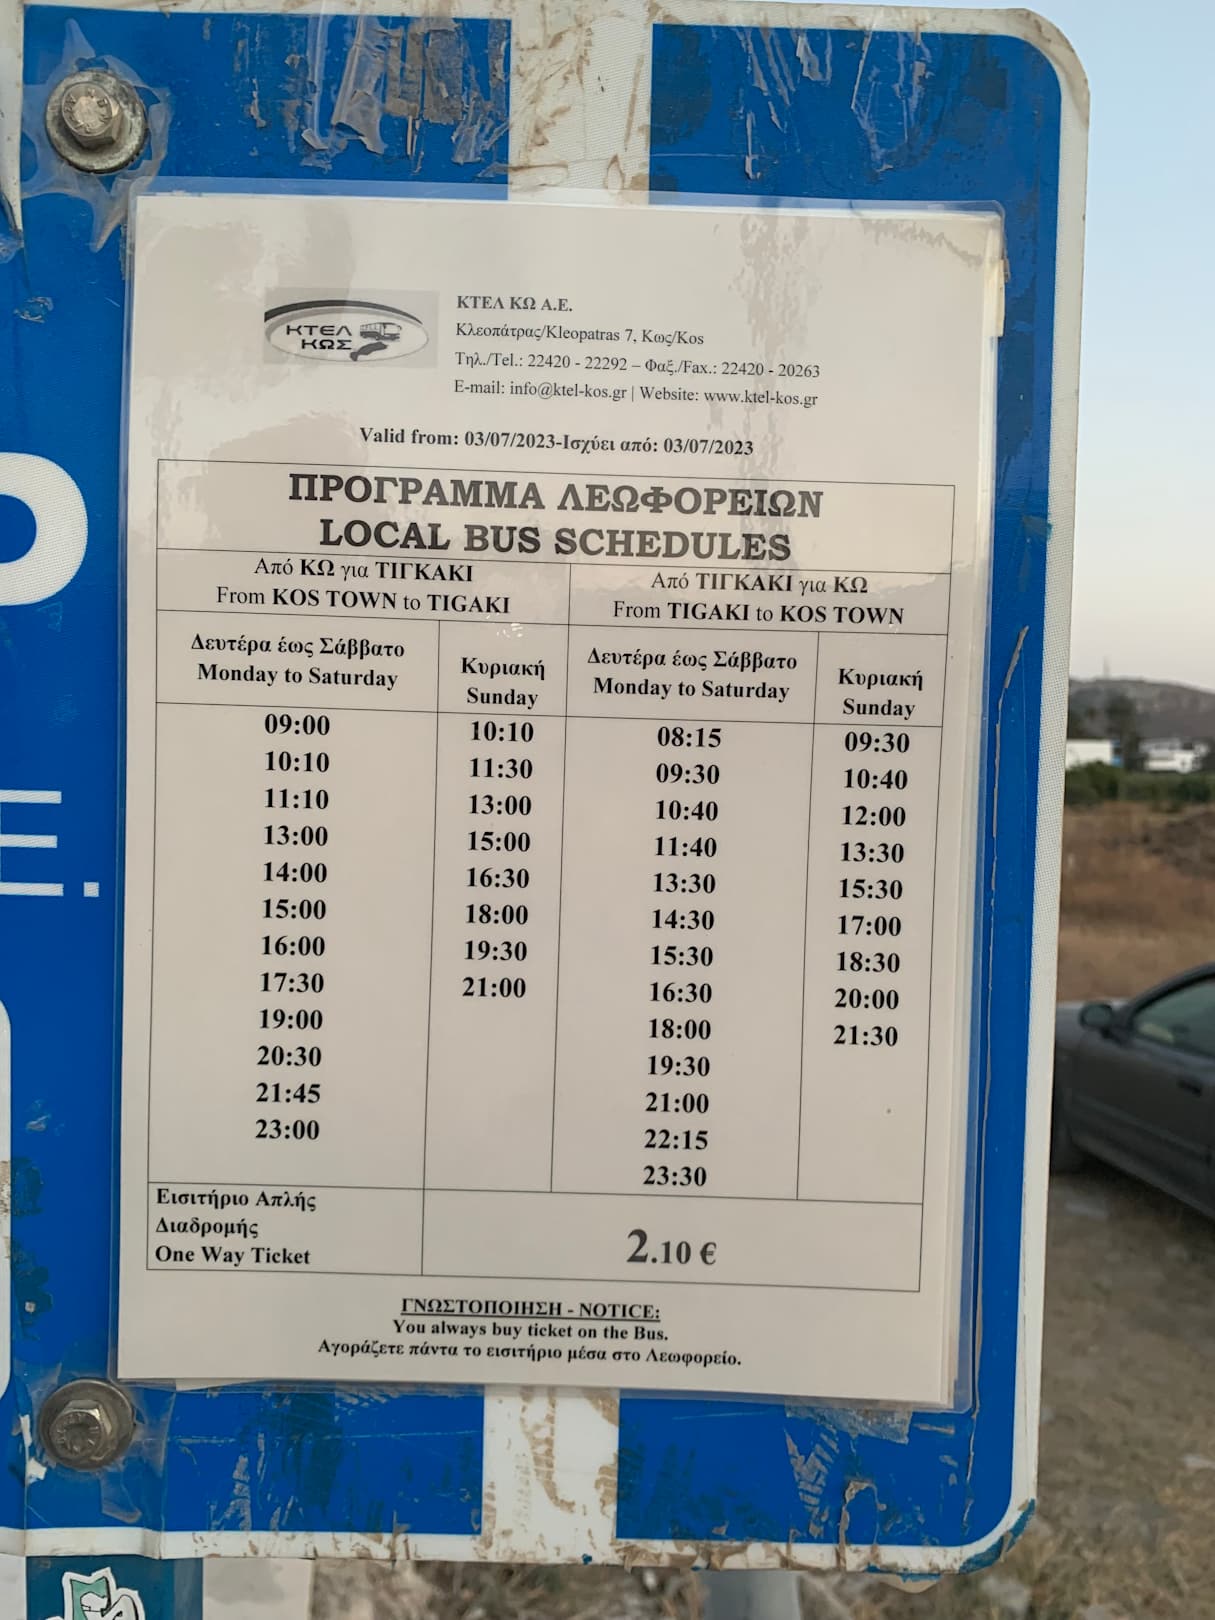 ΚΤΕΛ
ΚΩΣ
ΚΤΕΛ ΚΩ Α.Ε.
Κλεοπάτρας/Kleopatras 7, Κως/Kos
Τηλ./Tel.: 22420 - 22292 – Φαξ./Fax.: 22420 - 20263
E-mail: info@ktel-kos.gr | Website: www.ktel-kos.gr
Valid from: 03/07/2023-Ισχύει από: 03/07/2023
ΠΡΟΓΡΑΜΜΑ ΛΕΩΦΟΡΕΙΩΝ
LOCAL BUS SCHEDULES
Από ΚΩ για ΤΙΓΚΑΚΙ
From KOS TOWN to TIGAKI
Από ΤΙΓΚΑΚΙ για ΚΩ
From TIGAKI to KOS TOWN
Δευτέρα έως Σάββατο
Monday to Saturday
09:00
10:10
11:10
13:00
14:00
15:00
16:00
17:30
19:00
20:30
21:45
23:00
Κυριακή
Sunday
10:10
11:30
13:00
15:00
16:30
18:00
19:30
21:00
Δευτέρα έως Σάββατο
Monday to Saturday
08:15
09:30
10:40
11:40
13:30
14:30
15:30
16:30
18:00
19:30
21:00
22:15
23:30
Κυριακή
Sunday
09:30
10:40
12:00
13:30
15:30
17:00
18:30
20:00
21:30
Εισιτήριο Απλής
Διαδρομής
One Way Ticket
2.10 €
ΓΝΩΣΤΟΠΟΙΗΣΗ - NOTICE:
You always buy ticket on the Bus.
Αγοράζετε πάντα το εισιτήριο μέσα στο Λεωφορείο.